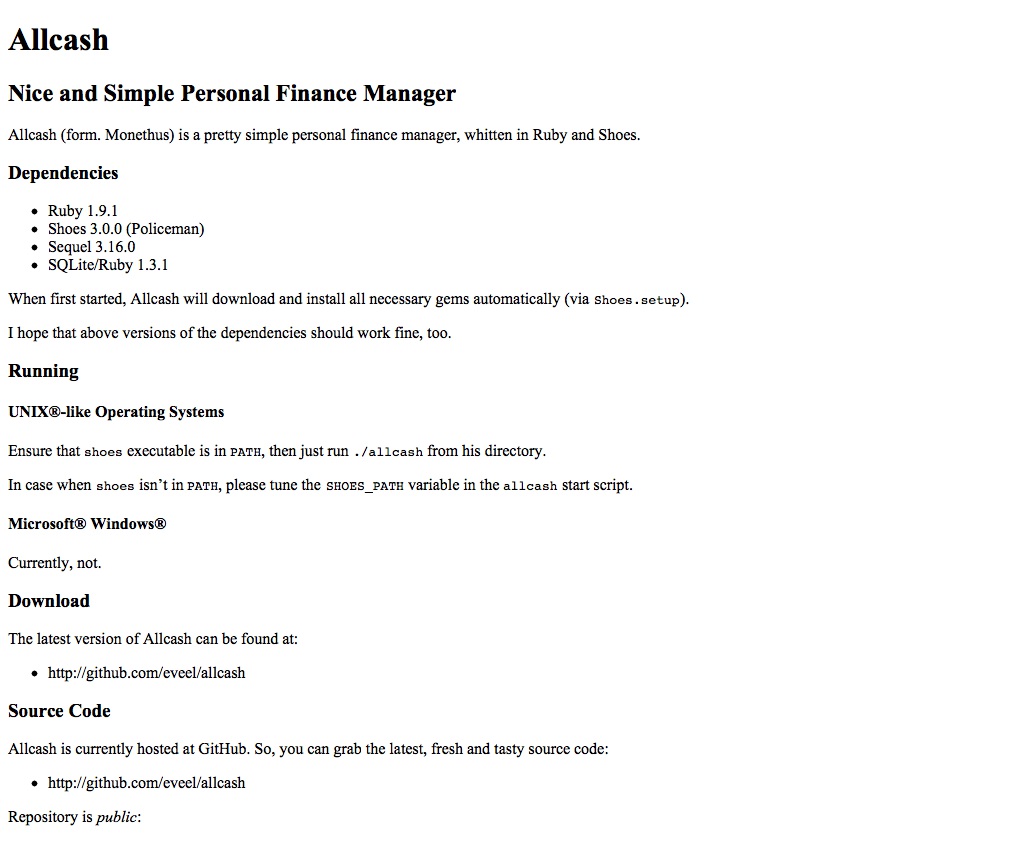 Allcash
Nice and Simple Personal Finance Manager
Allcash (form. Monethus) is a pretty simple personal finance manager, whitten in Ruby and Shoes.
Dependencies
• Ruby 1.9.1
• Shoes 3.0.0 (Policeman)
• Sequel 3.16.0
• SQLite/Ruby 1.3.1
When first started, Allcash will download and install all necessary gems automatically (via Shoes.setup).
I hope that above versions of the dependencies should work fine, too.
Running
UNIX®-like Operating Systems
Ensure that shoes executable is in PATH, then just run ./allcash from his directory.
In case when shoes isn’t in PATH, please tune the SHOES_PATH variable in the allcash start script.
Microsoft® Windows®
Currently, not.
Download
The latest version of Allcash can be found at:
• http://github.com/eveel/allcash
Source Code
Allcash is currently hosted at GitHub. So, you can grab the latest, fresh and tasty source code:
• http://github.com/eveel/allcash
Repository is public: